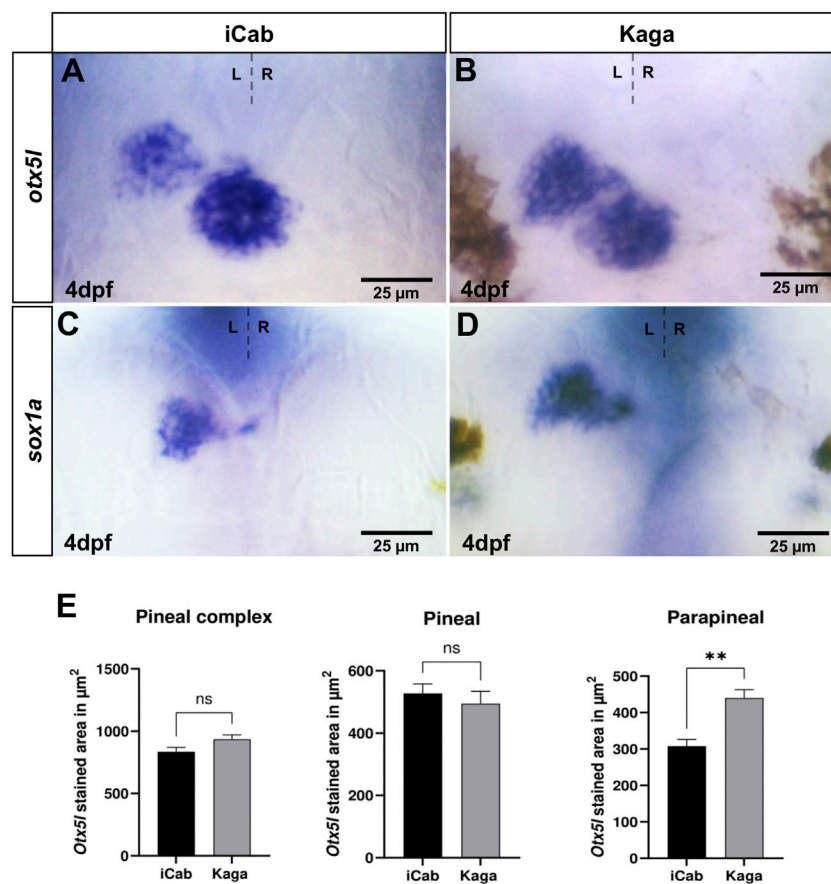 iCab Kaga
otx5l
A L R
4dpf 25 µm
B L R
4dpf 25 µm
sox1a
C L R
4dpf 25 µm
D L R
4dpf 25 µm
E
Pineal complex
Otx5l stained area in µm²
1500
1000
500
0
ns
iCab Kaga
Pineal
Otx5l stained area in µm²
600
400
200
0
ns
iCab Kaga
Parapineal
Otx5l stained area in µm²
500
400
300
200
100
0
**
iCab Kaga